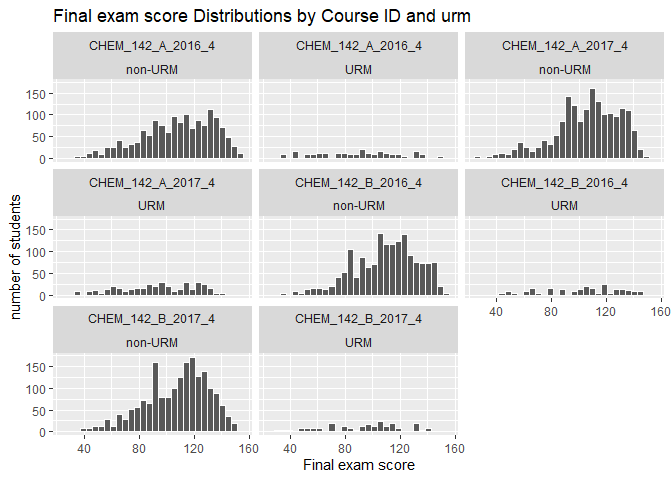 Final exam score Distributions by Course ID and urm
CHEM_142_A_2016_4
non-URM
CHEM_142_A_2016_4
URM
CHEM_142_A_2017_4
non-URM
150
100
50
0
CHEM_142_A_2017_4
URM
CHEM_142_B_2016_4
non-URM
CHEM_142_B_2016_4
URM
150
100
50
0
CHEM_142_B_2017_4
non-URM
CHEM_142_B_2017_4
URM
150
100
50
0
40 80 120 160
40 80 120 160
40 80 120 160
number of students
Final exam score